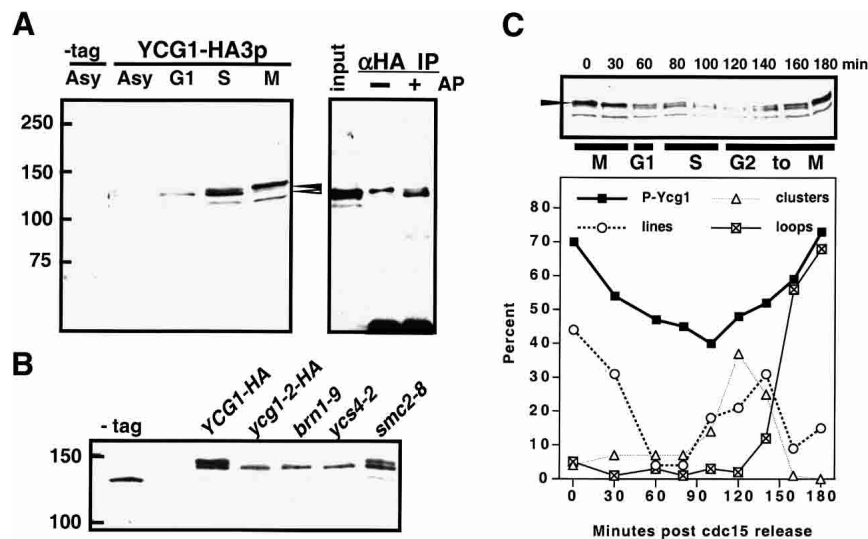 A
-tag YCG1-HA3p
Asy Asy G1 S M
250
150
100
75
input
αHA IP
- + AP
B
- tag YCG1-HA ycg1-2-HA brn1-9 ycs4-2 smc2-8
150
100
C
0 30 60 80 100 120 140 160 180 min
M G1 S G2 to M
P-Ycg1 clusters
lines loops
Percent
80
70
60
50
40
30
20
10
0
0 30 60 90 120 150 180
Minutes post cdc15 release